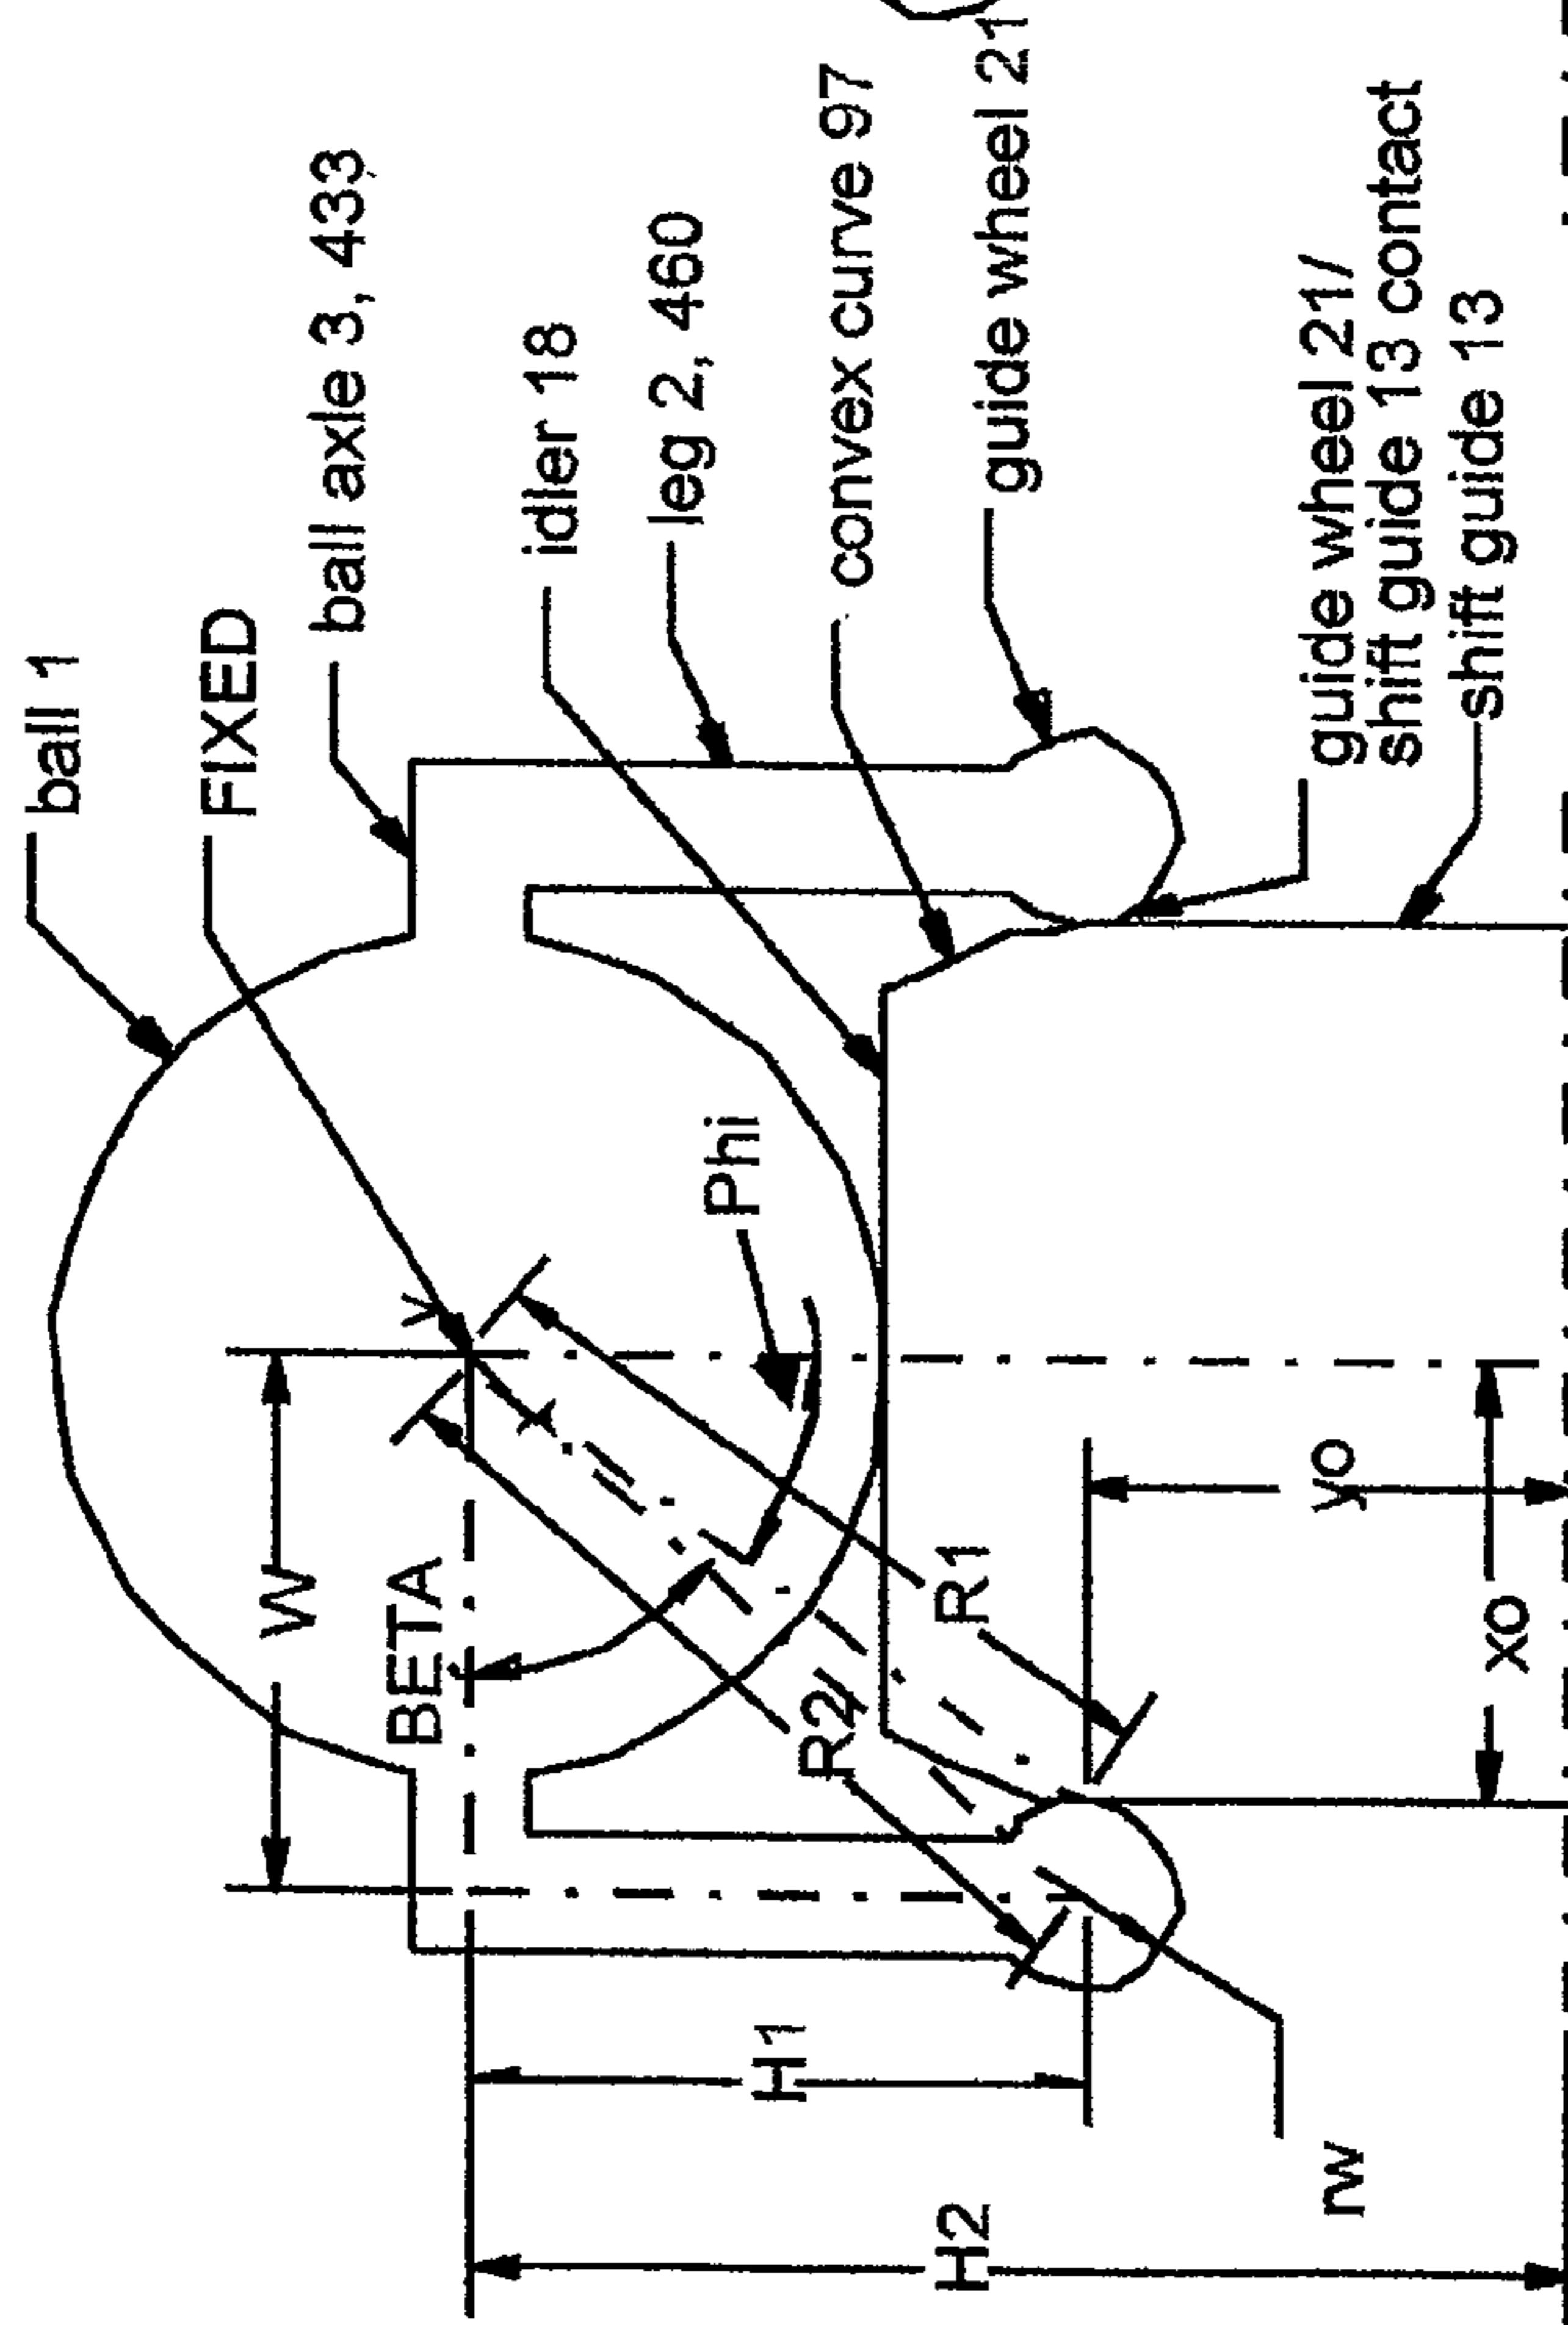 ball 1
FIXED
ball axle 3, 433
idler 18
leg 2, 460
convex curve 97
guide wheel 21
guide wheel 21/
shift guide 13 contact
shift guide 13
Phi
y
x
W
BETA
R1
R2
yo
xo
H1
H2
rw